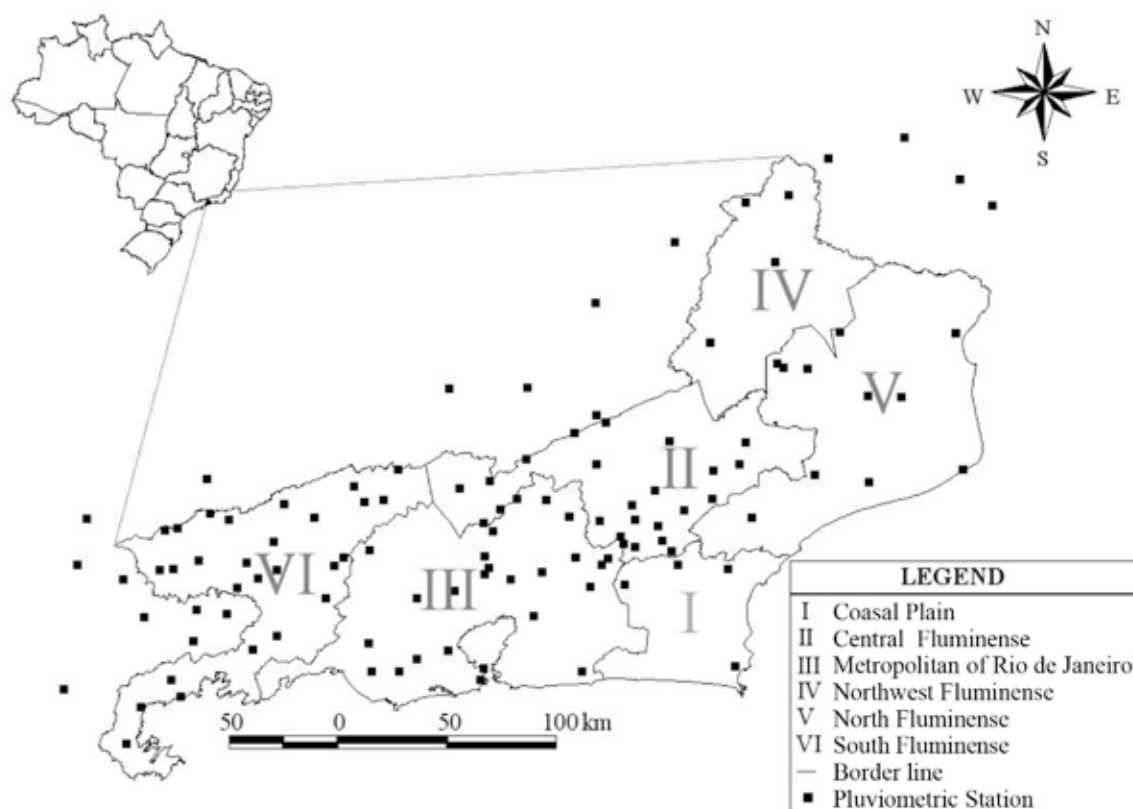 N
W E
S
IV
V
II
VI
III
I
50 0 50 100 km
LEGEND
I Coasal Plain
II Central Fluminense
III Metropolitan of Rio de Janeiro
IV Northwest Fluminense
V North Fluminense
VI South Fluminense
Border line
Pluviometric Station